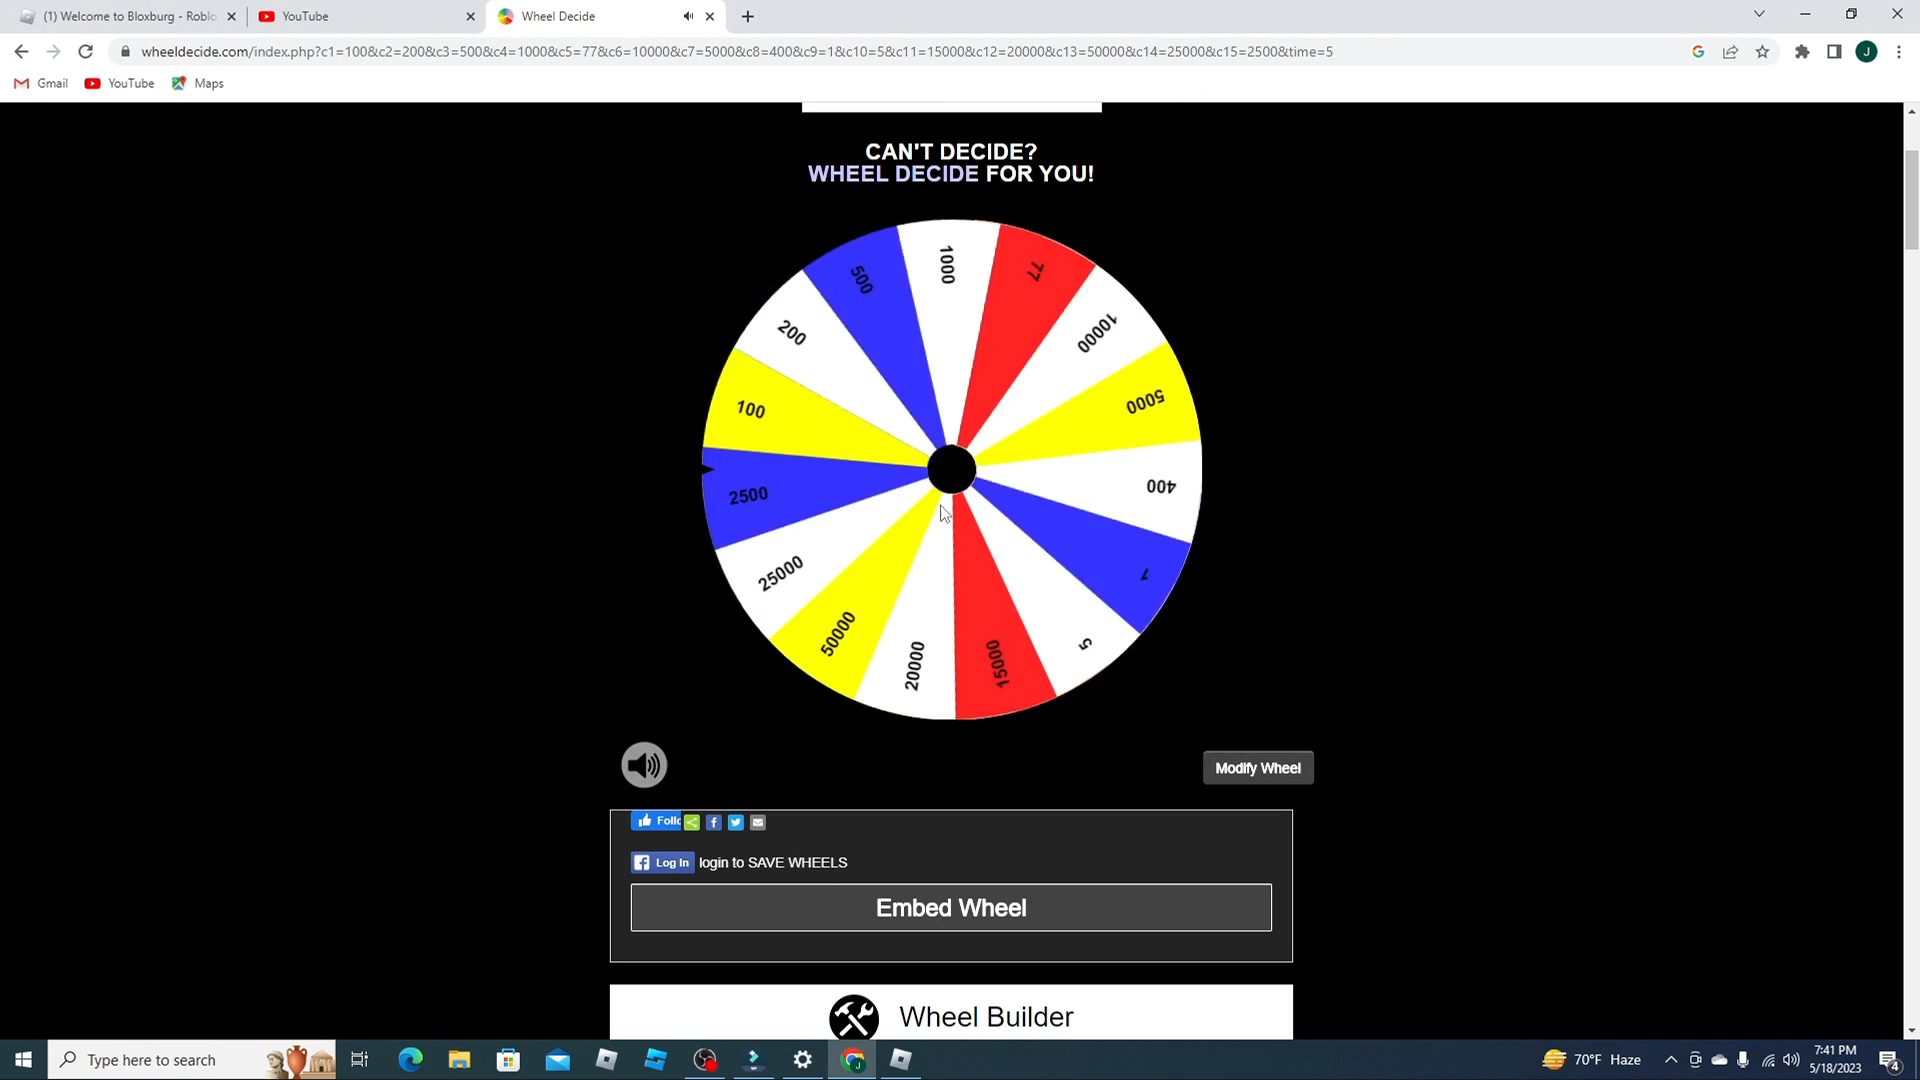 (1) Welcome to Bloxburg - Roblo
YouTube
Wheel Decide
wheeldecide.com/index.php?c1=100&c2=200&c3=500&c4=1000&c5=77&c6=10000&c7=5000&c8=400&c9=1&c10=5&c11=15000&c12=20000&c13=50000&c14=25000&c15=2500&time=5
G
J
Gmail
YouTube
Maps
CAN'T DECIDE?
WHEEL DECIDE FOR YOU!
1000
77
10000
5000
400
1
5
15000
20000
50000
25000
2500
100
200
500
Modify Wheel
Follo
Log In login to SAVE WHEELS
Embed Wheel
Wheel Builder
Type here to search
70°F Haze
7:41 PM
5/18/2023
4